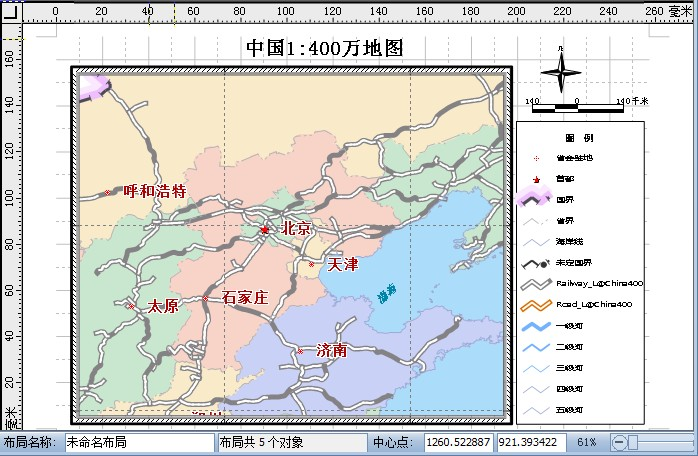 0 20 40 60 80 100 120 140 160 180 200 220 240 260 毫米
160
140
120
100
80
60
40
20
毫米
中国1:400万地图
140 0 140 千米
图 例
省会驻地
首都
国界
省界
海岸线
未定国界
Railway_L@China400
Road_L@China400
一级河
二级河
三级河
四级河
五级河
呼和浩特
北京
天津
渤海
太原
石家庄
济南
布局名称: 未命名布局 布局共 5 个对象 中心点: 1260.522887 921.393422 61%